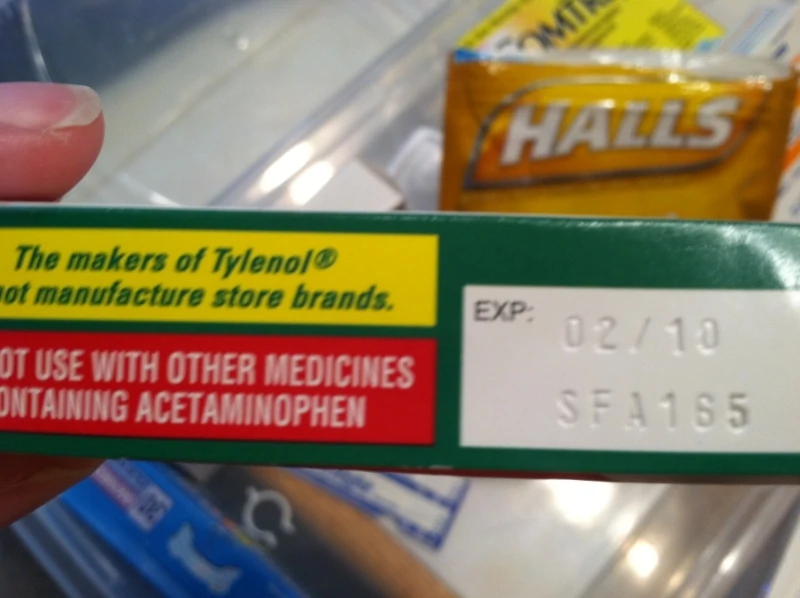 OMTR
HALLS
The makers of Tylenol®
not manufacture store brands.
OT USE WITH OTHER MEDICINES
ONTAINING ACETAMINOPHEN
EXP: 02/10
SFA165